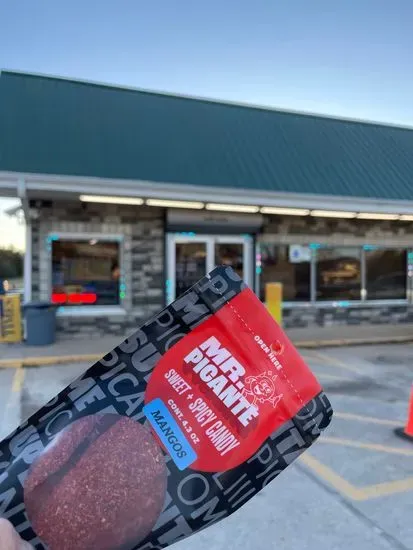 OPEN HERE
MR.
PICANTE
SWEET + SPICY CANDY
CONT. 4.3 OZ
MANGOS